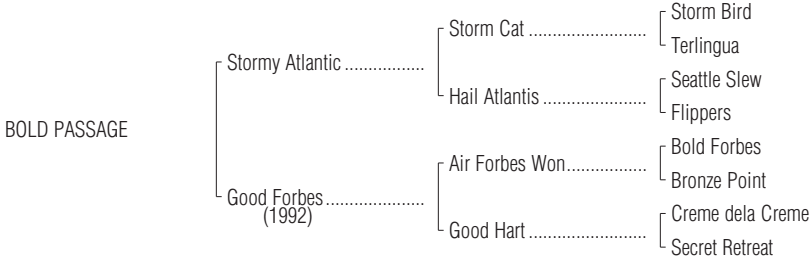 Storm Bird
Storm Cat ........................
Terlingua
Stormy Atlantic ................
Seattle Slew
Hail Atlantis .....................
Flippers
BOLD PASSAGE
Bold Forbes
Air Forbes Won................
Bronze Point
Good Forbes....................
(1992)
Creme dela Creme
Good Hart ........................
Secret Retreat